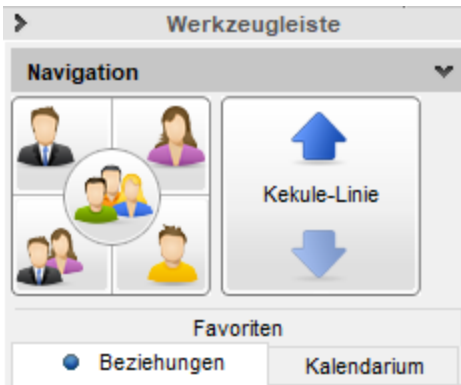 Werkzeugleiste
Navigation
Kekule-Linie
Favoriten
Beziehungen
Kalendarium